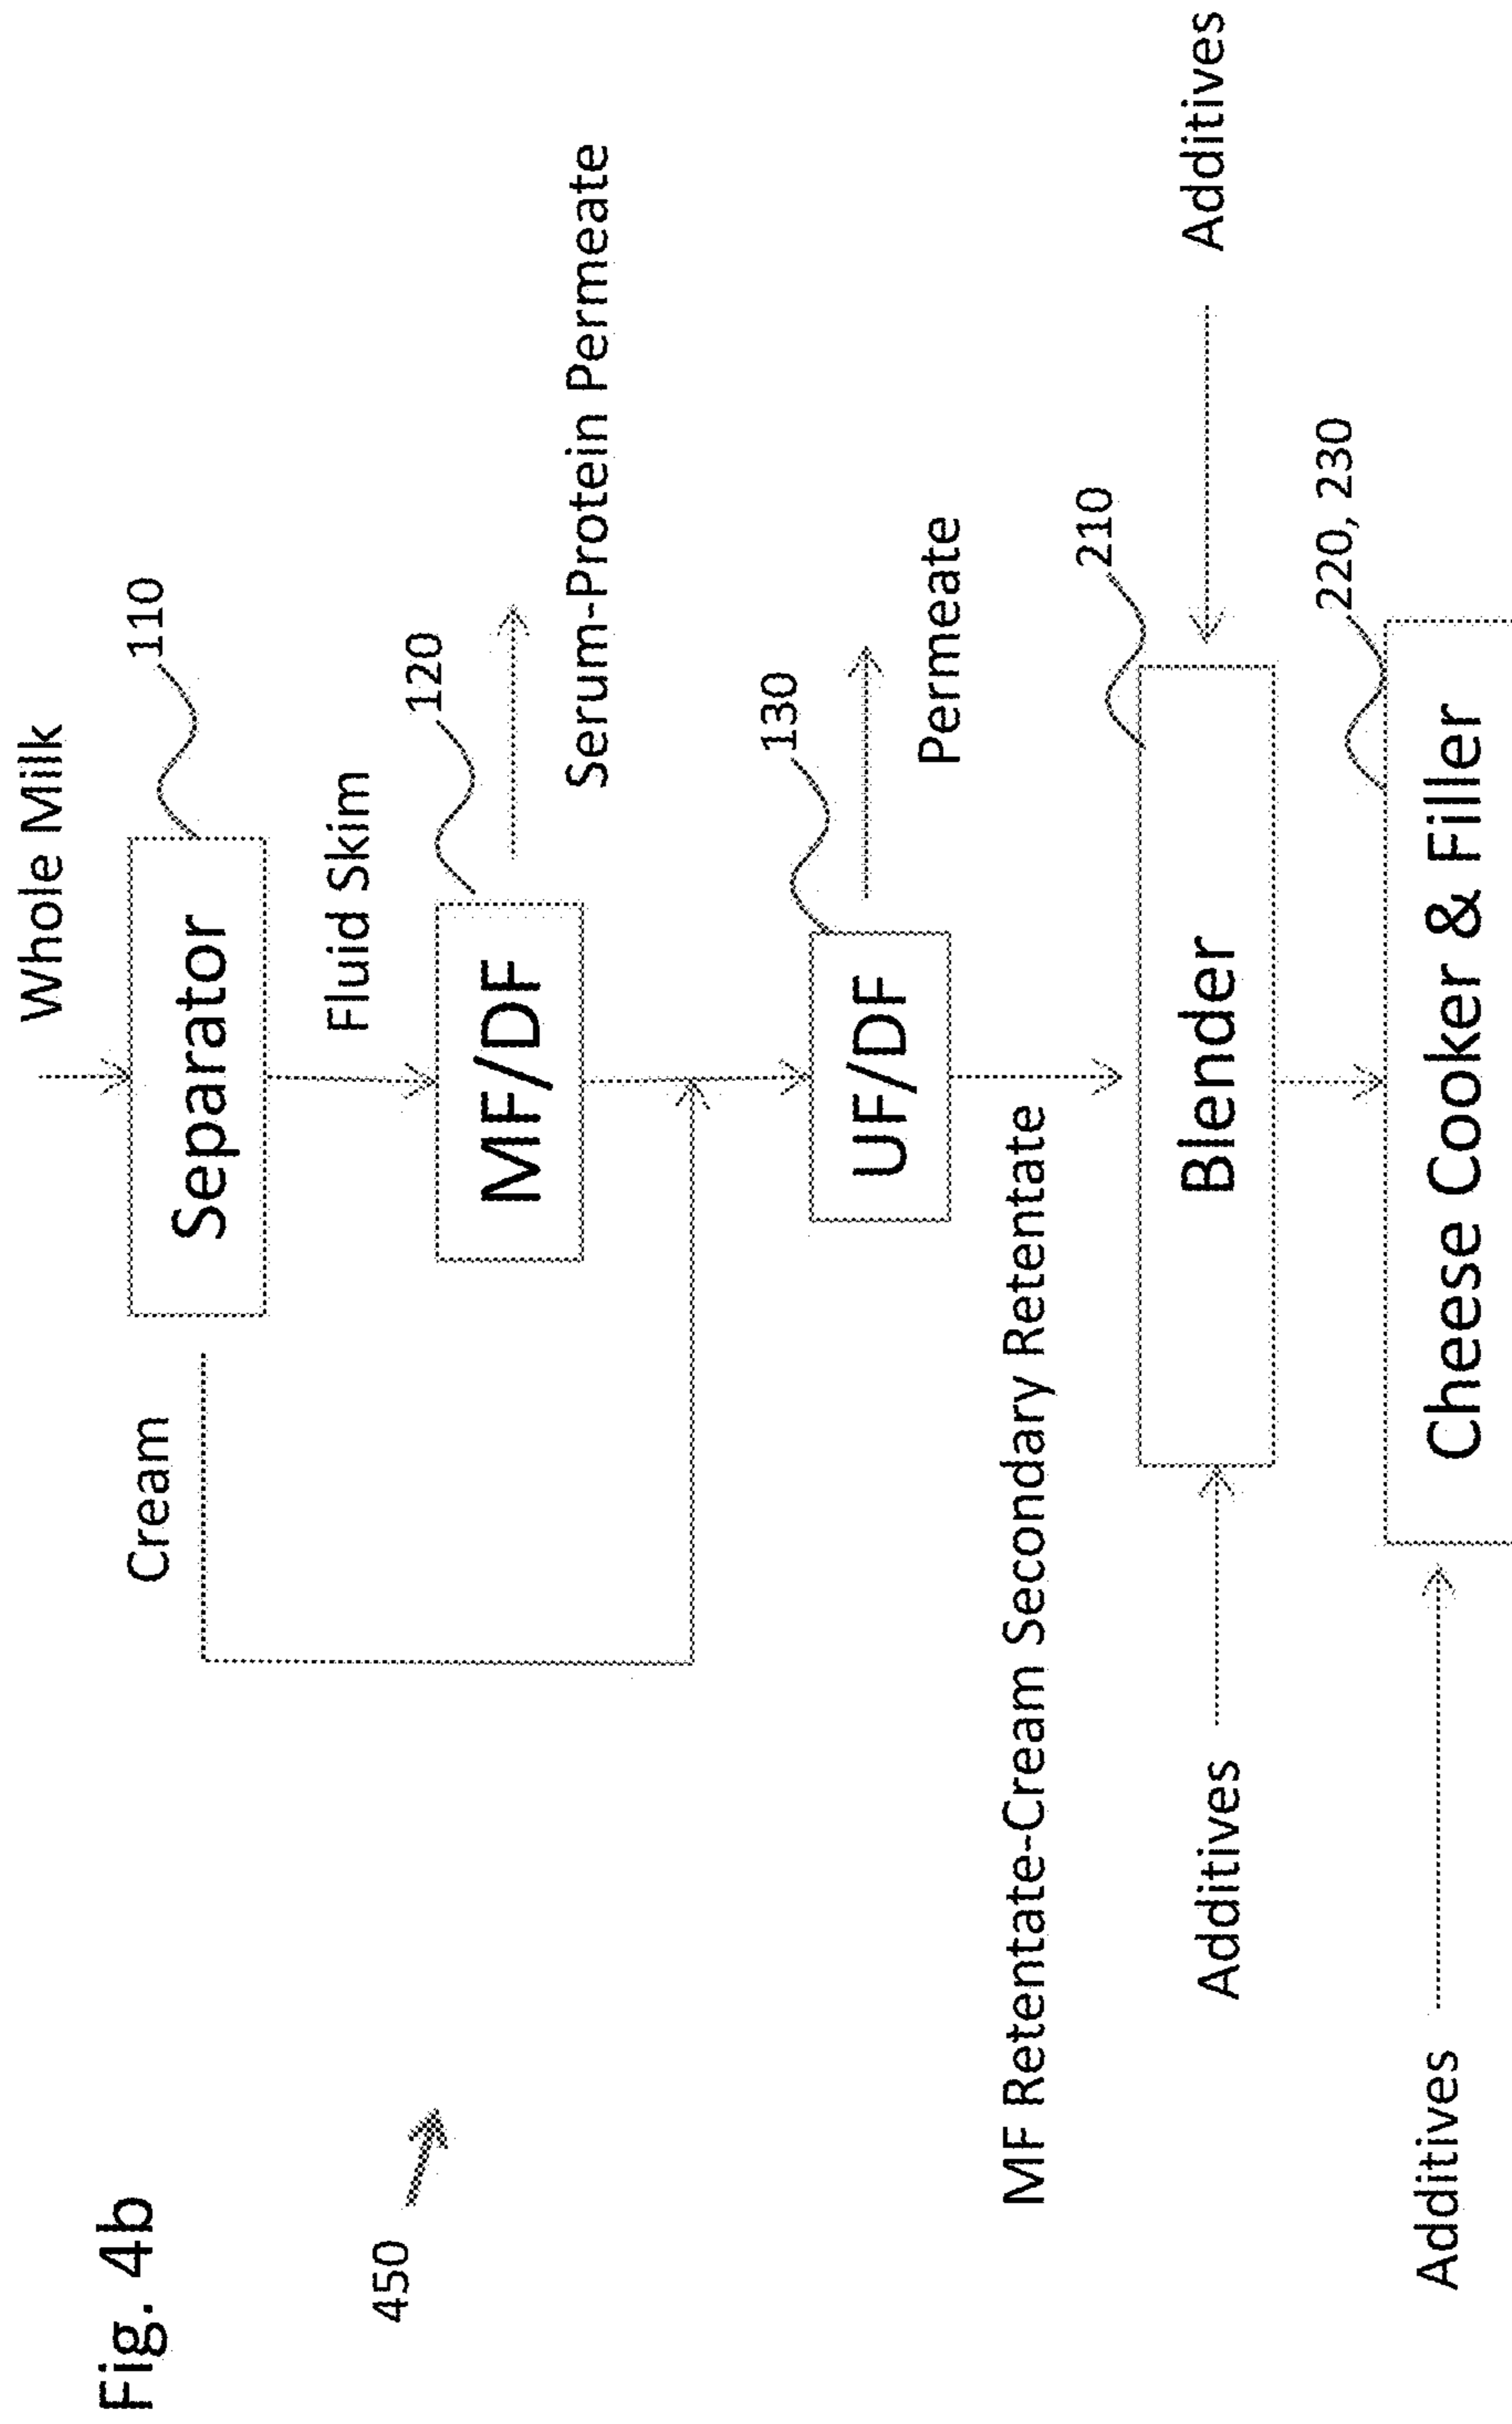 Fig. 4b
450
Whole Milk
Separator
110
Cream
Fluid Skim
MF/DF
120
Serum-Protein Permeate
UF/DF
130
Permeate
MF Retentate-Cream Secondary Retentate
210
Additives
Blender
Additives
220, 230
Additives
Cheese Cooker & Filler